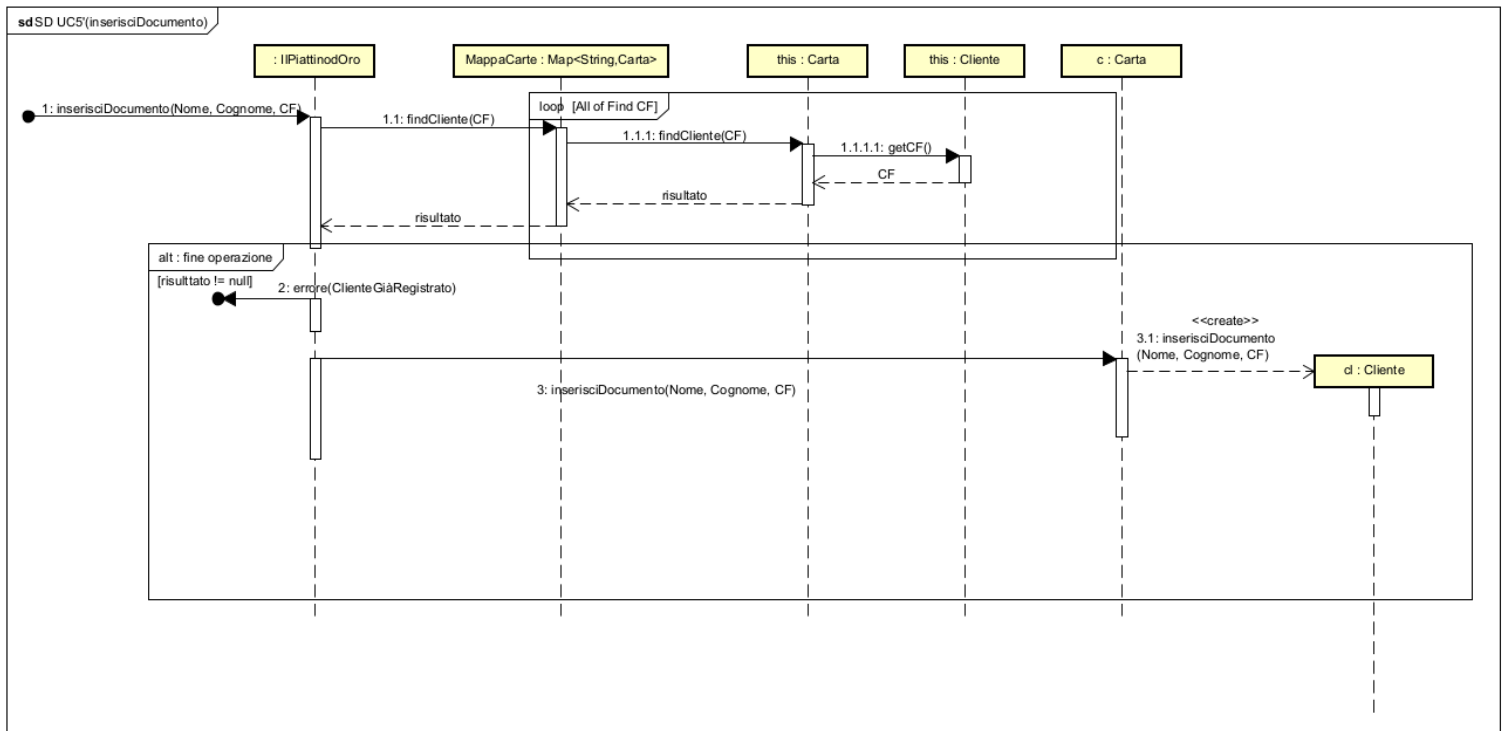 sd SD UC5'(inserisciDocumento)
: IlPiattinodOro
MappaCarte : Map<String,Carta>
this : Carta
this : Cliente
c : Carta
1: inserisciDocumento(Nome, Cognome, CF)
loop [All of Find CF]
1.1: findCliente(CF)
1.1.1: findCliente(CF)
1.1.1.1: getCF()
CF
risultato
risultato
alt : fine operazione
[risulttato != null]
2: errore(ClienteGiàRegistrato)
<<create>>
3.1: inserisciDocumento
(Nome, Cognome, CF)
cl : Cliente
3: inserisciDocumento(Nome, Cognome, CF)